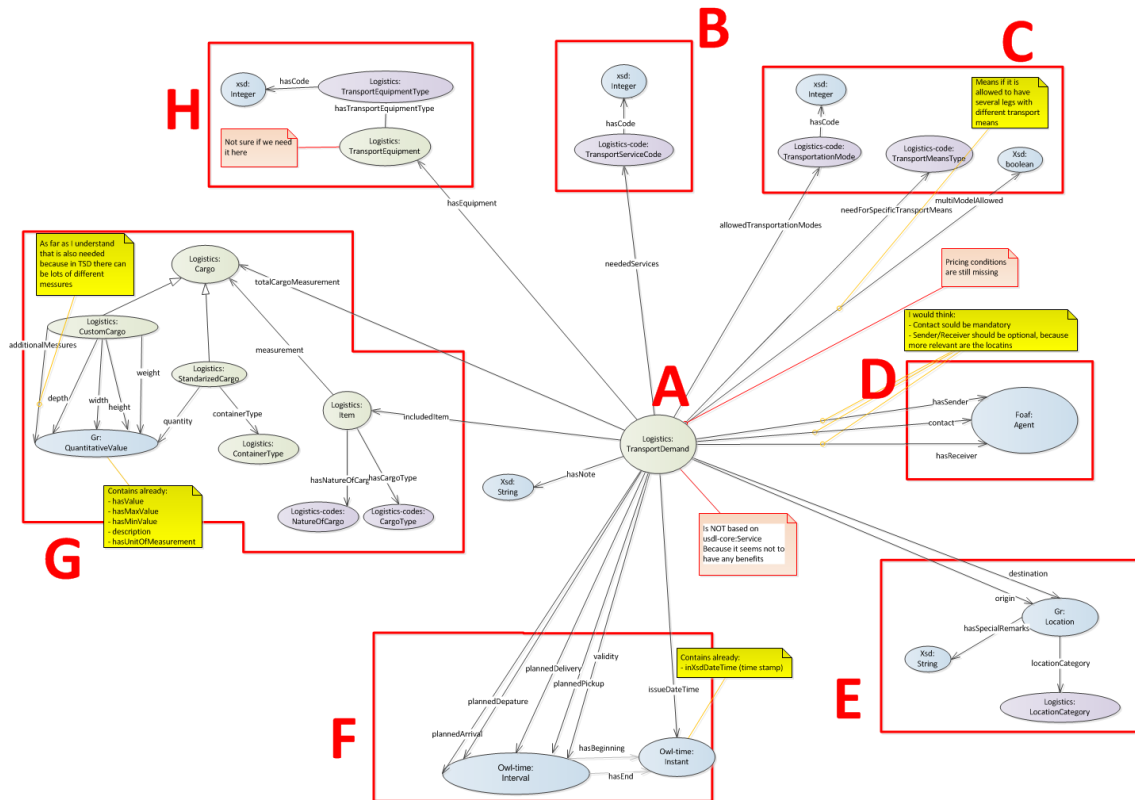 B
C
H
xsd:
Integer
hasCode
Logistics:
TransportEquipmentType
hasTransportEquipmentType
Not sure if we need
it here
Logistics:
TransportEquipment
xsd:
Integer
hasCode
Logistics-code:
TransportServiceCode
xsd:
Integer
hasCode
Logistics-code:
TransportationMode
Logistics-code:
TransportMeansType
Means if it is
allowed to have
several legs with
different transport
means
Xsd:
boolean
hasEquipment
neededServices
allowedTransportationModes
needForSpecificTransportMeans
multiModelAllowed
As far as I understand
that is also needed
because in TSD there can
be lots of different
messures
Logistics:
Cargo
totalCargoMeasurement
Logistics:
CustomCargo
additionalMessures
depth
width
height
weight
measurement
Logistics:
StandarizedCargo
quantity
containerType
Gr:
QuantitativeValue
Logistics:
ContainerType
Logistics:
Item
includedItem
hasNatureOfCarg
hasCargoType
Logistics-codes:
NatureOfCargo
Logistics-codes:
CargoType
Contains already:
- hasValue
- hasMaxValue
- hasMinValue
- description
- hasUnitOfMeasurement
G
Pricing conditions
are still missing
I would think:
- Contact sould be mandatory
- Sender/Receiver should be optional, because
more relevant are the locatins
A
D
Logistics:
TransportDemand
hasSender
contact
hasReceiver
Foaf:
Agent
hasNote
Xsd:
String
Is NOT based on
usdl-core:Service
Because it seems not to
have any benefits
destination
origin
Gr:
Location
hasSpecialRemarks
Xsd:
String
locationCategory
Logistics:
LocationCategory
E
validity
plannedDelivery
plannedPickup
plannedDepature
plannedArrival
issueDateTime
Contains already:
- inXsdDateTime (time stamp)
F
hasBeginning
hasEnd
Owl-time:
Interval
Owl-time:
Instant